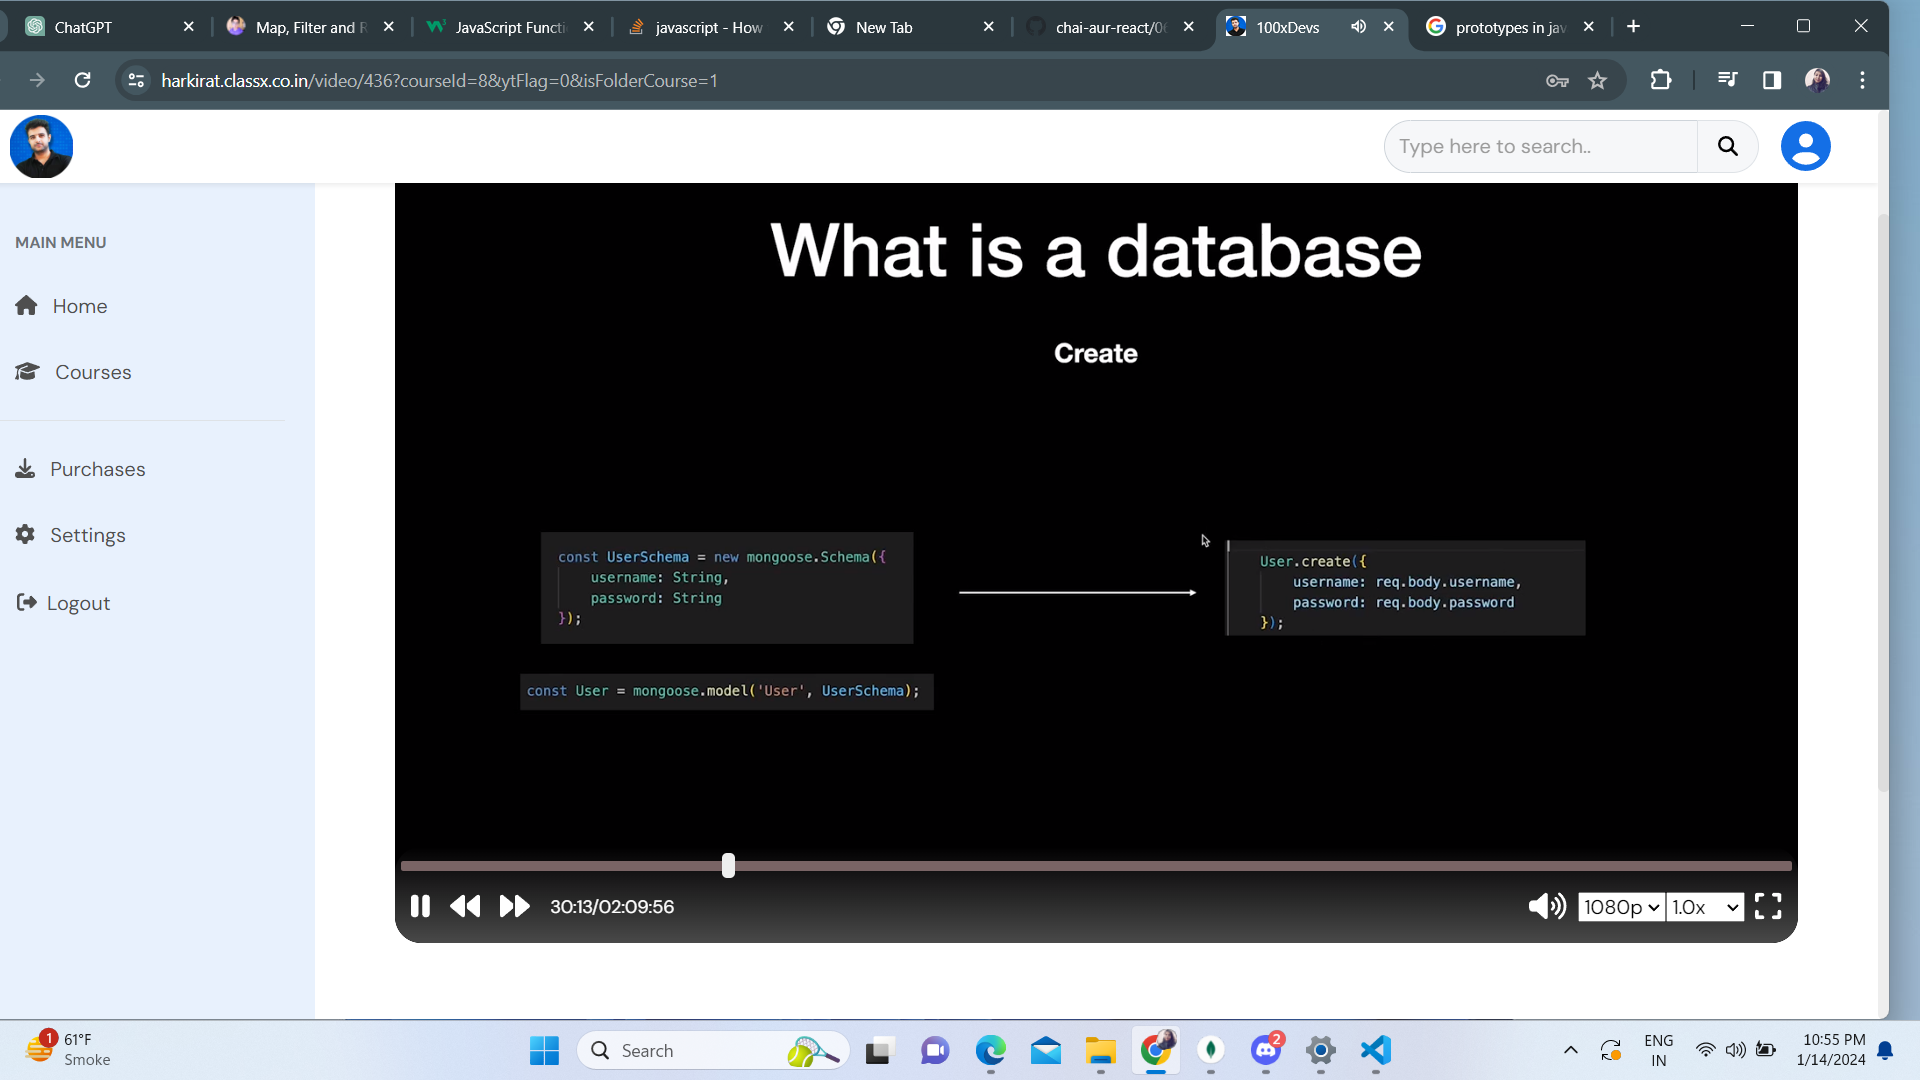 ChatGPT
Map, Filter and R
JavaScript Functi
javascript - How
New Tab
chai-aur-react/06
100xDevs
prototypes in jav
harkirat.classx.co.in/video/436?courseId=8&ytFlag=0&isFolderCourse=1
Type here to search..
MAIN MENU
Home
Courses
Purchases
Settings
Logout
What is a database
Create
const UserSchema = new mongoose.Schema({
username: String,
password: String
});
const User = mongoose.model('User', UserSchema);
User.create({
username: req.body.username,
password: req.body.password
});
30:13/02:09:56
1080p
1.0x
1
61°F
Smoke
Search
2
ENG
IN
10:55 PM
1/14/2024